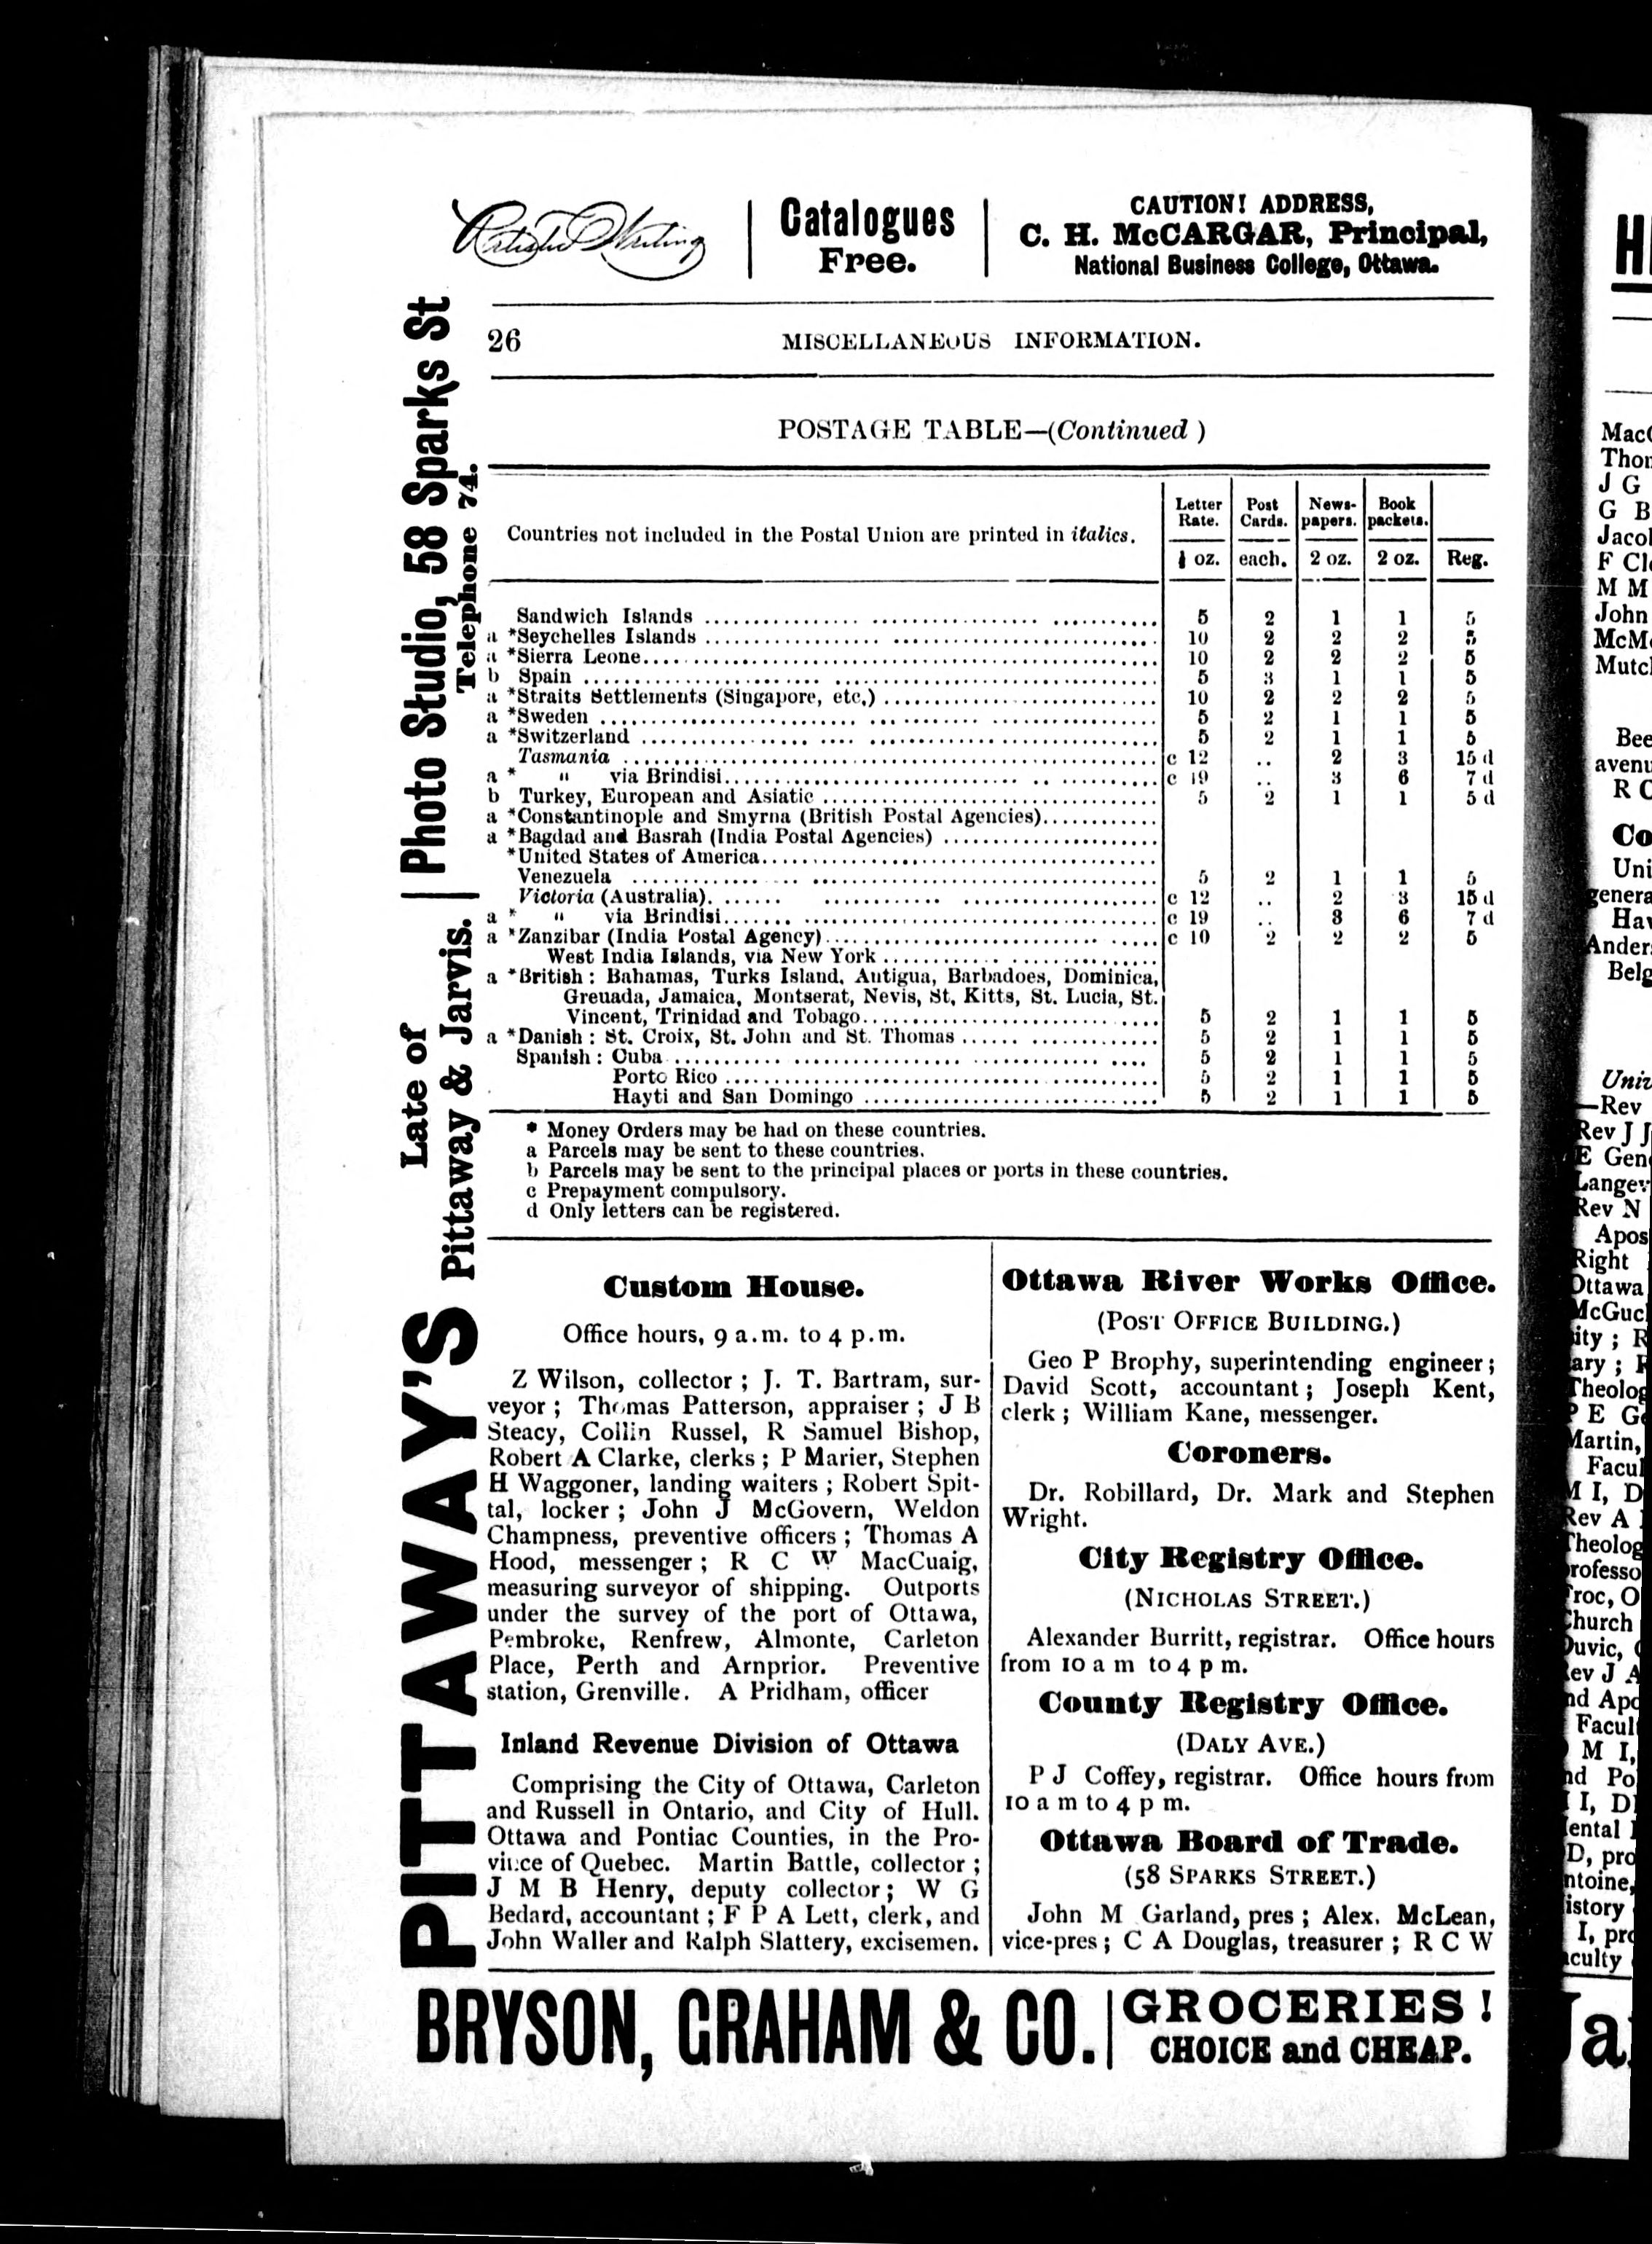 Artistic Writing
Catalogues
Free.
CAUTION! ADDRESS,
C. H. McCARGAR, Principal,
National Business College, Ottawa.
26
MISCELLANEOUS INFORMATION.
POSTAGE TABLE—(Continued )
Countries not included in the Postal Union are printed in italics. | Letter Rate. ½ oz. | Post Cards. each. | News-papers. 2 oz. | Book packets. 2 oz. | Reg.
Sandwich Islands 5 2 1 1 5
a *Seychelles Islands 10 2 2 2 5
a *Sierra Leone 10 2 2 2 5
b Spain 5 3 1 1 5
a *Straits Settlements (Singapore, etc.) 10 2 2 2 5
a *Sweden 5 2 1 1 5
a *Switzerland 5 2 1 1 5
Tasmania c 12 .. 2 3 15 d
a * " via Brindisi c 19 .. 3 6 7 d
b Turkey, European and Asiatic 5 2 1 1 5 d
a *Constantinople and Smyrna (British Postal Agencies)
a *Bagdad and Basrah (India Postal Agencies)
*United States of America
Venezuela 5 2 1 1 5
Victoria (Australia). c 12 .. 2 3 15 d
a * " via Brindisi c 19 .. 3 6 7 d
a *Zanzibar (India Postal Agency) c 10 2 2 2 5
West India Islands, via New York
a *British : Bahamas, Turks Island, Antigua, Barbadoes, Dominica,
Grenada, Jamaica, Montserat, Nevis, St, Kitts, St. Lucia, St.
Vincent, Trinidad and Tobago 5 2 1 1 5
a *Danish : St. Croix, St. John and St. Thomas 5 2 1 1 5
Spanish : Cuba 5 2 1 1 5
Porto Rico 5 2 1 1 5
Hayti and San Domingo 5 2 1 1 5
* Money Orders may be had on these countries.
a Parcels may be sent to these countries.
b Parcels may be sent to the principal places or ports in these countries.
c Prepayment compulsory.
d Only letters can be registered.
Custom House.
Office hours, 9 a.m. to 4 p.m.
Z Wilson, collector ; J. T. Bartram, sur-
veyor ; Thomas Patterson, appraiser ; J B
Steacy, Collin Russel, R Samuel Bishop,
Robert A Clarke, clerks ; P Marier, Stephen
H Waggoner, landing waiters ; Robert Spit-
tal, locker ; John J McGovern, Weldon
Champness, preventive officers ; Thomas A
Hood, messenger ; R C W MacCuaig,
measuring surveyor of shipping. Outports
under the survey of the port of Ottawa,
Pembroke, Renfrew, Almonte, Carleton
Place, Perth and Arnprior. Preventive
station, Grenville. A Pridham, officer
Inland Revenue Division of Ottawa
Comprising the City of Ottawa, Carleton
and Russell in Ontario, and City of Hull.
Ottawa and Pontiac Counties, in the Pro-
vince of Quebec. Martin Battle, collector ;
J M B Henry, deputy collector ; W G
Bedard, accountant ; F P A Lett, clerk, and
John Waller and Ralph Slattery, excisemen.
Ottawa River Works Office.
(POST OFFICE BUILDING.)
Geo P Brophy, superintending engineer ;
David Scott, accountant ; Joseph Kent,
clerk ; William Kane, messenger.
Coroners.
Dr. Robillard, Dr. Mark and Stephen
Wright.
City Registry Office.
(NICHOLAS STREET.)
Alexander Burritt, registrar. Office hours
from 10 a m to 4 p m.
County Registry Office.
(DALY AVE.)
P J Coffey, registrar. Office hours from
10 a m to 4 p m.
Ottawa Board of Trade.
(58 SPARKS STREET.)
John M Garland, pres ; Alex. McLean,
vice-pres ; C A Douglas, treasurer ; R C W
PITTAWAY'S
Late of
Pittaway & Jarvis.
Photo Studio, 58 Sparks St
Telephone 74.
BRYSON, GRAHAM & CO.
GROCERIES !
CHOICE and CHEAP.